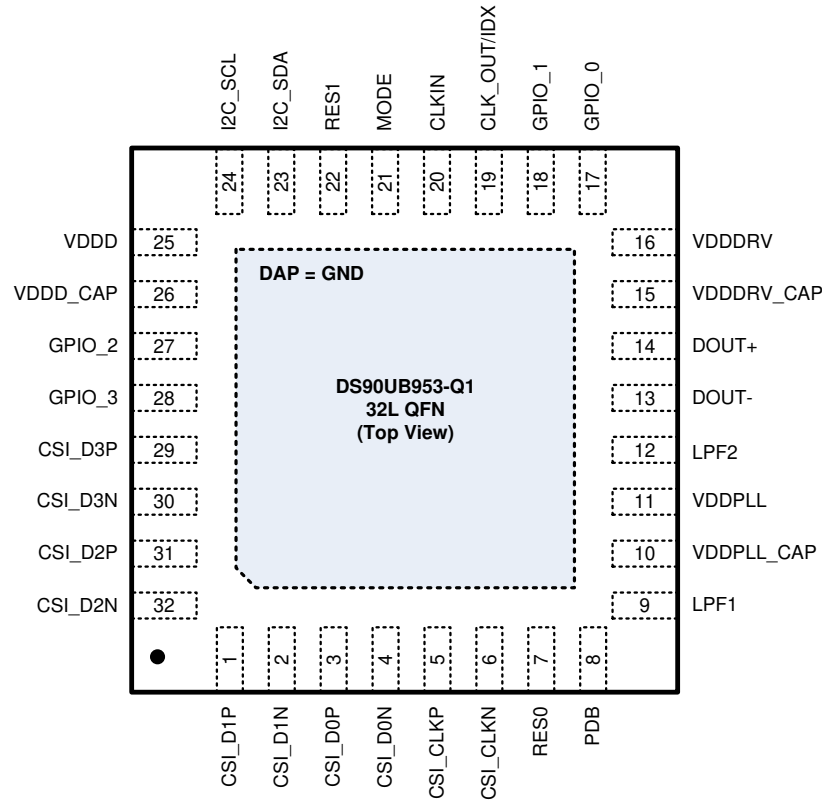 I2C_SCL
I2C_SDA
RES1
MODE
CLKIN
CLK_OUT/IDX
GPIO_1
GPIO_0
24
23
22
21
20
19
18
17
VDDD 25
VDDD_CAP 26
GPIO_2 27
GPIO_3 28
CSI_D3P 29
CSI_D3N 30
CSI_D2P 31
CSI_D2N 32
DAP = GND
DS90UB953-Q1
32L QFN
(Top View)
16 VDDDRV
15 VDDDRV_CAP
14 DOUT+
13 DOUT-
12 LPF2
11 VDDPLL
10 VDDPLL_CAP
9 LPF1
1
2
3
4
5
6
7
8
CSI_D1P
CSI_D1N
CSI_D0P
CSI_D0N
CSI_CLKP
CSI_CLKN
RES0
PDB